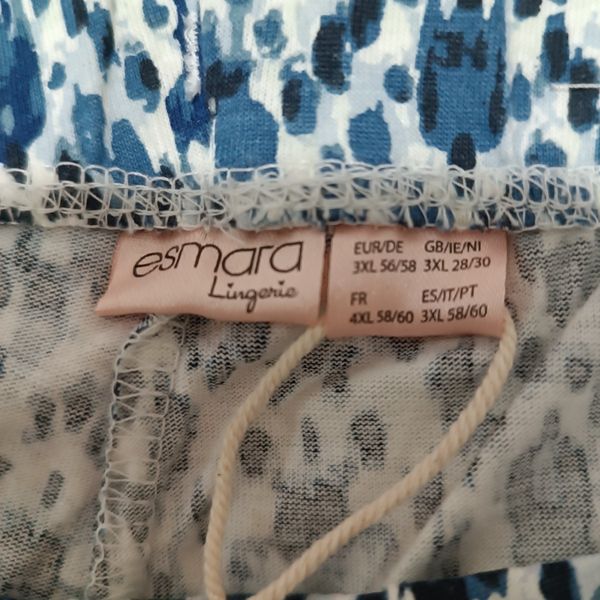 esmara
Lingerie
EUR/DE GB/IE/NI
3XL 56/58 3XL 28/30
FR ES/IT/PT
4XL 58/60 3XL 58/60